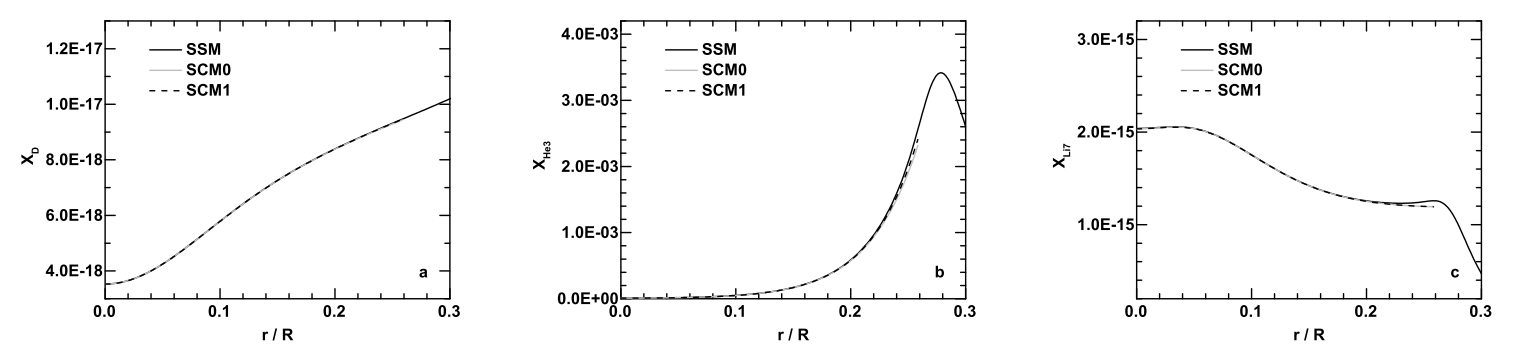 1.2E-17
1.0E-17
8.0E-18
6.0E-18
4.0E-18
X_D
SSM
SCM0
SCM1
a
0.0 0.1 0.2 0.3
r / R
4.0E-03
3.0E-03
2.0E-03
1.0E-03
0.0E+00
X_He3
SSM
SCM0
SCM1
b
0.0 0.1 0.2 0.3
r / R
3.0E-15
2.0E-15
1.0E-15
X_Li7
SSM
SCM0
SCM1
c
0.0 0.1 0.2 0.3
r / R